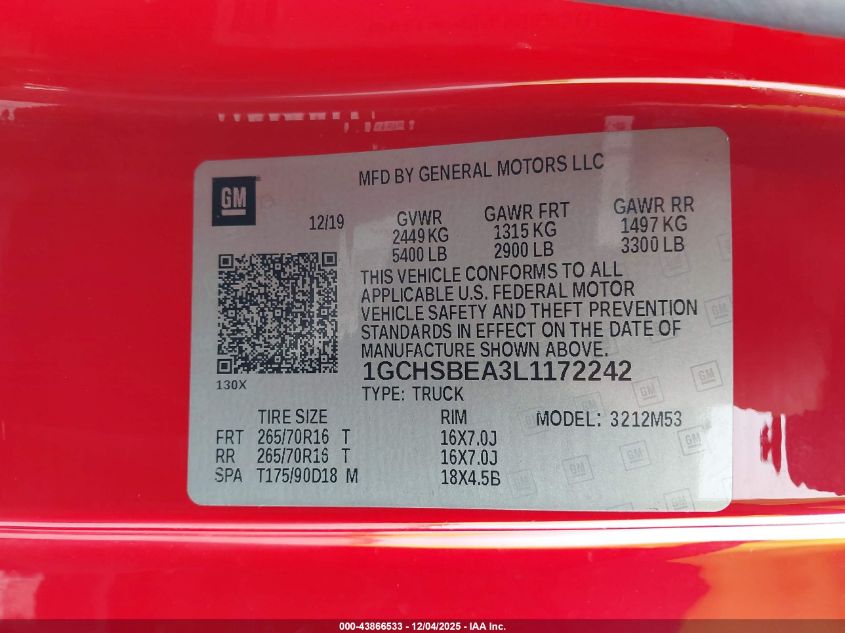 MFD BY GENERAL MOTORS LLC
GM
12/19
GVWR GAWR FRT GAWR RR
2449 KG 1315 KG 1497 KG
5400 LB 2900 LB 3300 LB
THIS VEHICLE CONFORMS TO ALL
APPLICABLE U.S. FEDERAL MOTOR
VEHICLE SAFETY AND THEFT PREVENTION
STANDARDS IN EFFECT ON THE DATE OF
MANUFACTURE SHOWN ABOVE.
130X
1GCHSBEA3L1172242
TYPE: TRUCK
TIRE SIZE RIM MODEL: 3212M53
FRT 265/70R16 T 16X7.0J
RR 265/70R16 T 16X7.0J
SPA T175/90D18 M 18X4.5B
000-43866533 - 12/04/2025 - IAA Inc.